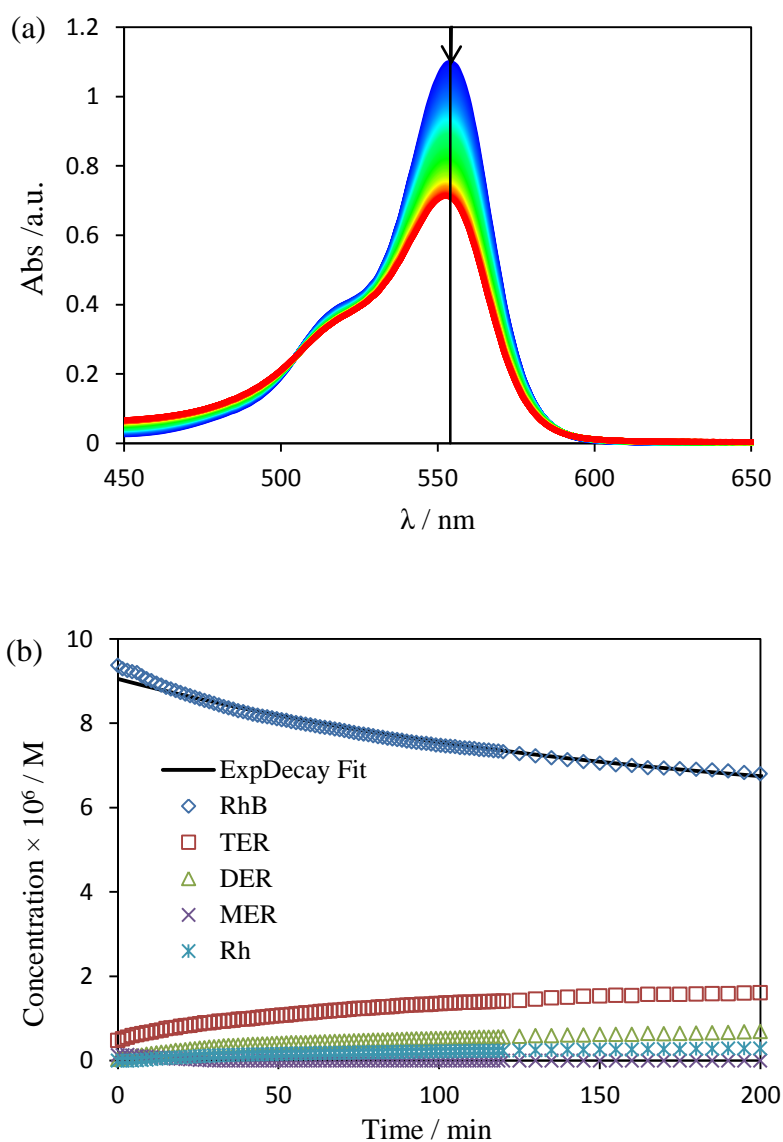 (a)
1.2
1
0.8
0.6
0.4
0.2
0
Abs /a.u.
450 500 550 600 650
λ / nm
(b)
10
8
6
4
2
0
Concentration × 10⁶ / M
ExpDecay Fit
RhB
TER
DER
MER
Rh
0 50 100 150 200
Time / min